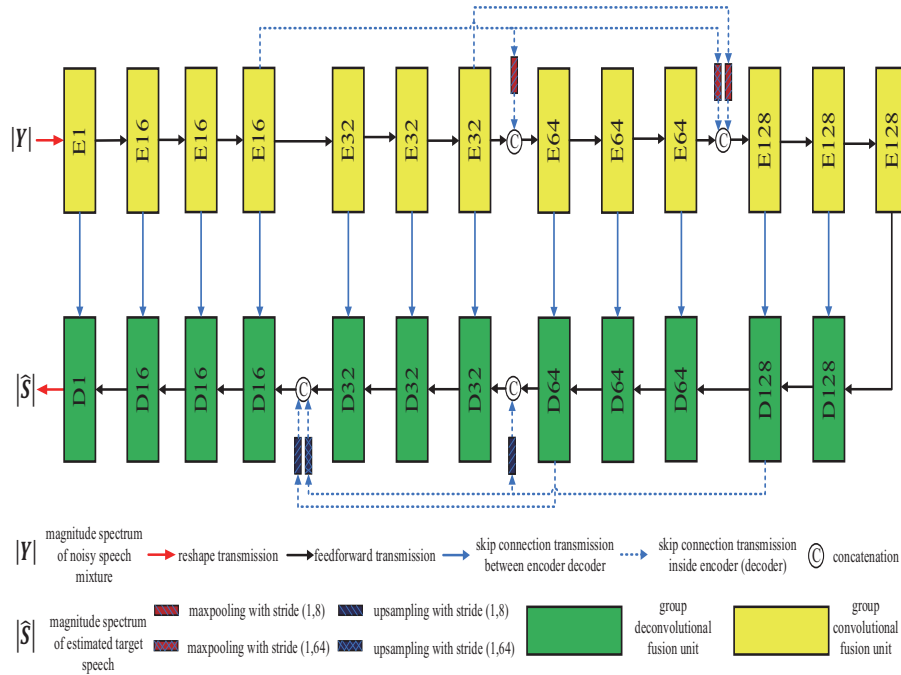 |Y|
E1
E16
E16
E16
E32
E32
E32
C
E64
E64
E64
C
E128
E128
E128
|Ŝ|
D1
D16
D16
D16
C
D32
D32
D32
C
D64
D64
D64
D128
D128
|Y|
magnitude spectrum
of noisy speech
mixture
reshape transmission
feedforward transmission
skip connection transmission
between encoder decoder
skip connection transmission
inside encoder (decoder)
C
concatenation
|Ŝ|
magnitude spectrum
of estimated target
speech
maxpooling with stride (1,8)
maxpooling with stride (1,64)
upsampling with stride (1,8)
upsampling with stride (1,64)
group
deconvolutional
fusion unit
group
convolutional
fusion unit